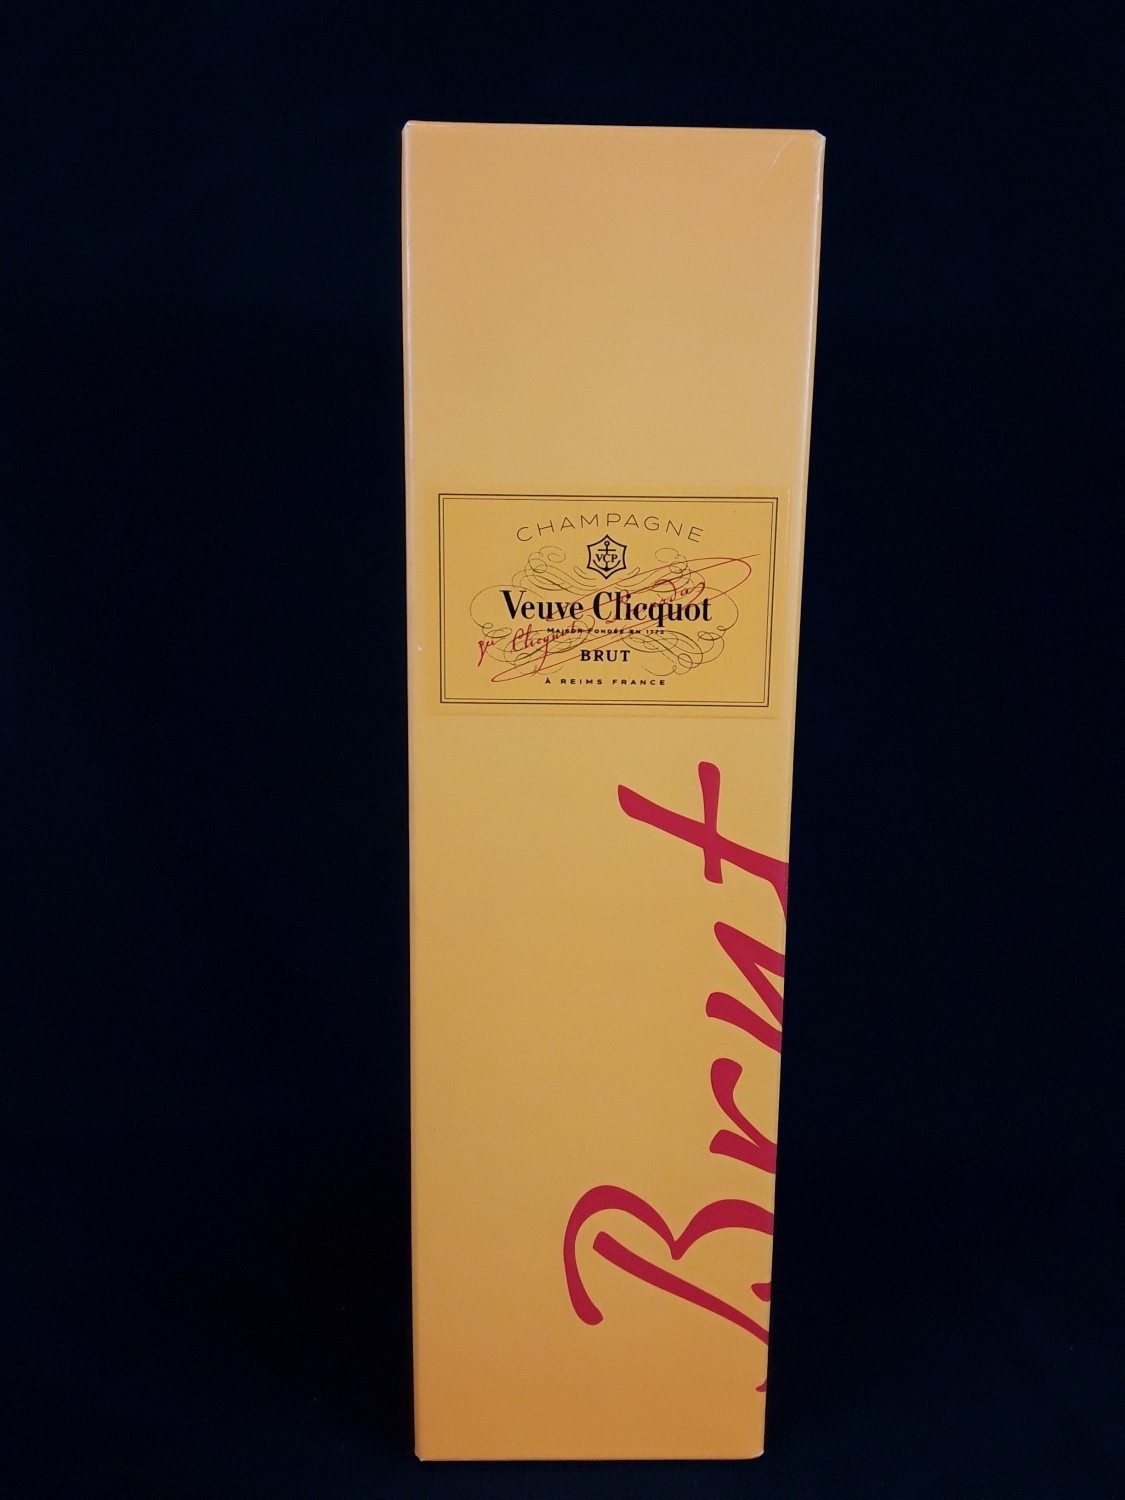 CHAMPAGNE
VCP
Veuve Clicquot
MAISON FONDÉE EN 1772
BRUT
À REIMS FRANCE
Brut